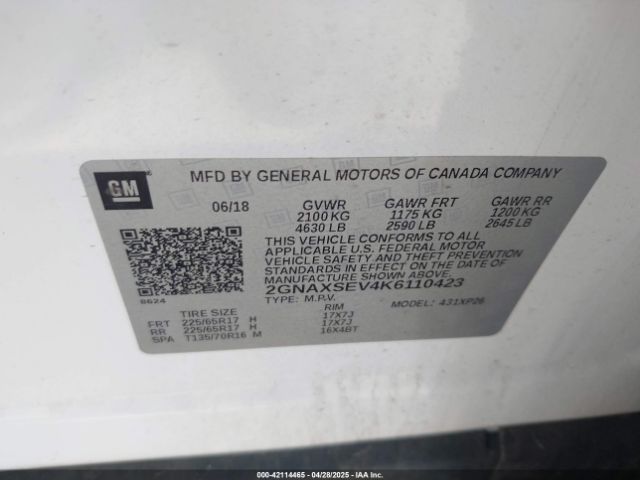 GM
MFD BY GENERAL MOTORS OF CANADA COMPANY
06/18 GVWR GAWR FRT GAWR RR
2100 KG 1175 KG 1200 KG
4630 LB 2590 LB 2645 LB
THIS VEHICLE CONFORMS TO ALL
APPLICABLE U.S. FEDERAL MOTOR
VEHICLE SAFETY AND THEFT PREVENTION
STANDARDS IN EFFECT ON THE DATE OF
MANUFACTURE SHOWN ABOVE.
2GNAXSEV4K6110423
8624 TYPE: M.P.V. MODEL: 431XP26
TIRE SIZE RIM
FRT 225/65R17 H 17X7J
RR 225/65R17 H 17X7J
SPA T135/70R16 M 16X4BT
000-42114465 | 04/28/2025 | IAA Inc.